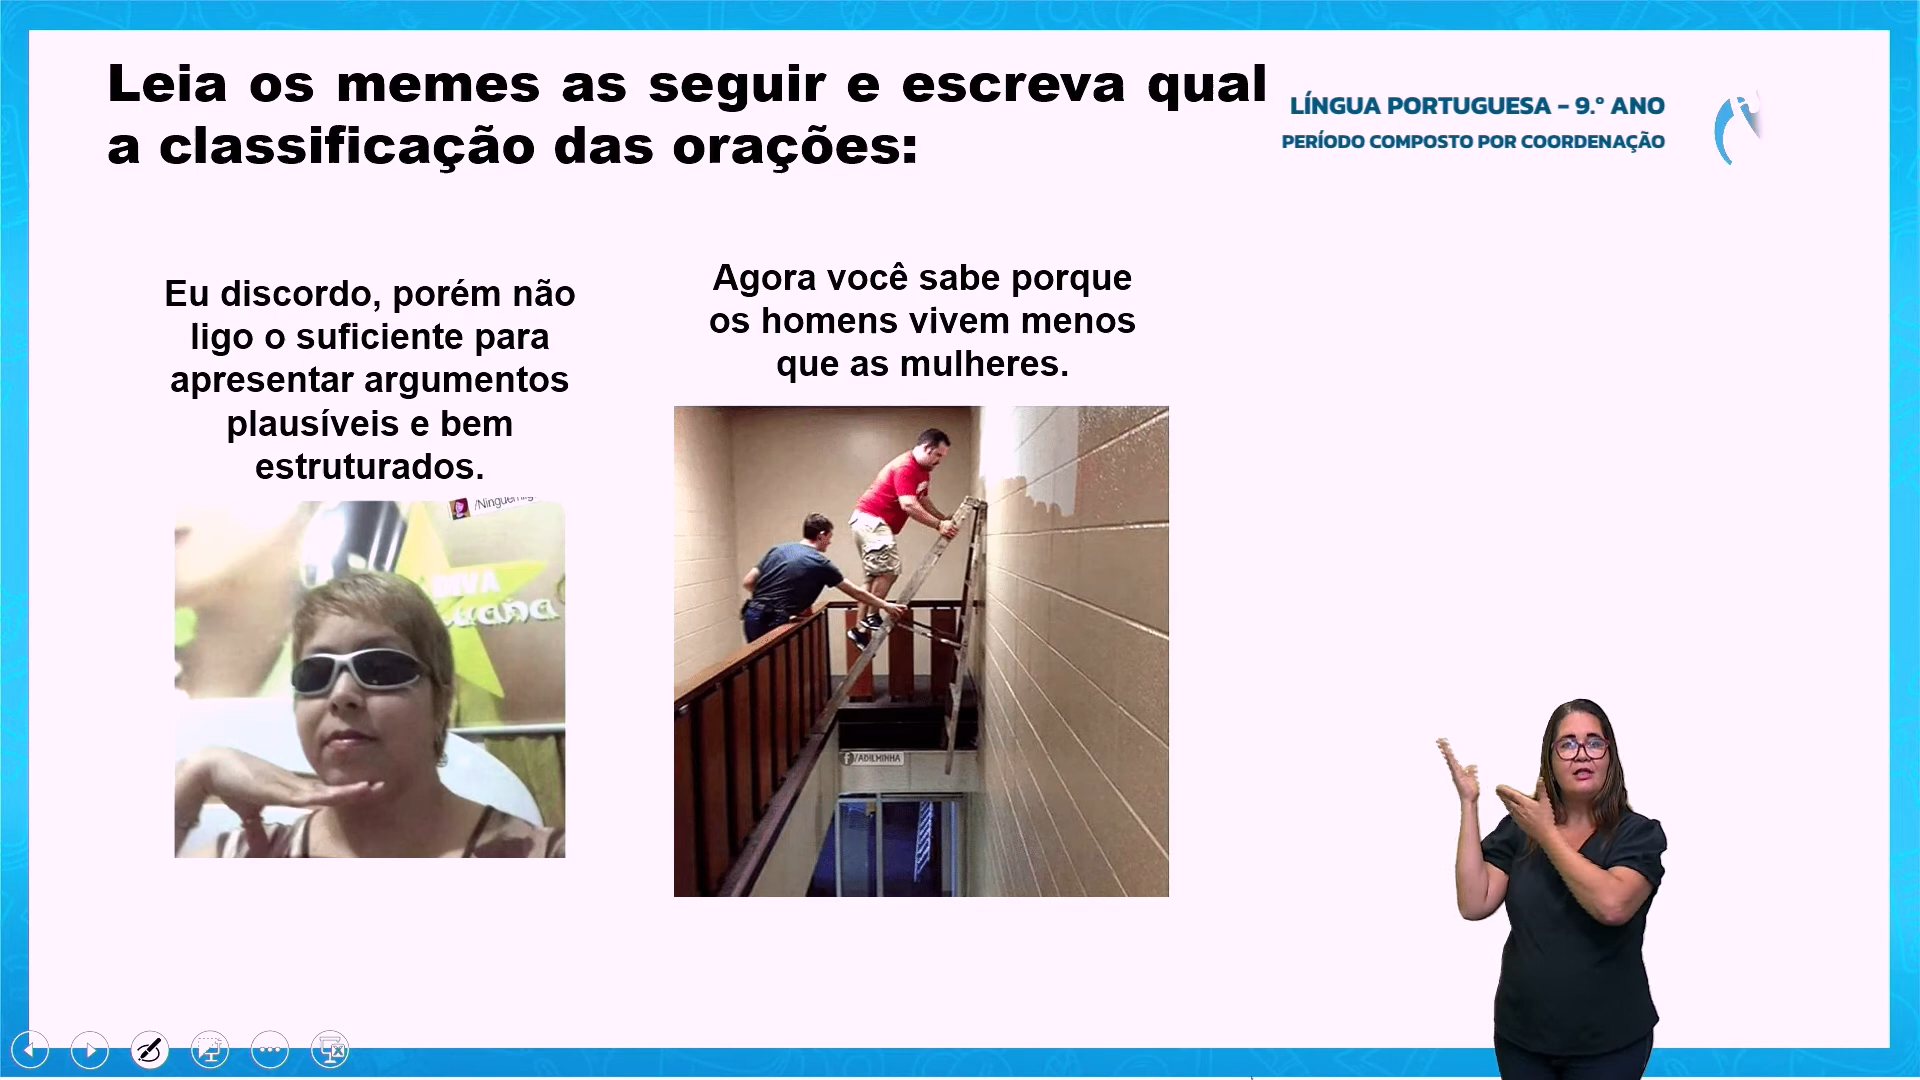 Leia os memes as seguir e escreva qual
a classificação das orações:
LÍNGUA PORTUGUESA – 9.º ANO
PERÍODO COMPOSTO POR COORDENAÇÃO
Eu discordo, porém não
ligo o suficiente para
apresentar argumentos
plausíveis e bem
estruturados.
Agora você sabe porque
os homens vivem menos
que as mulheres.
DIVA
/ADILMINHA